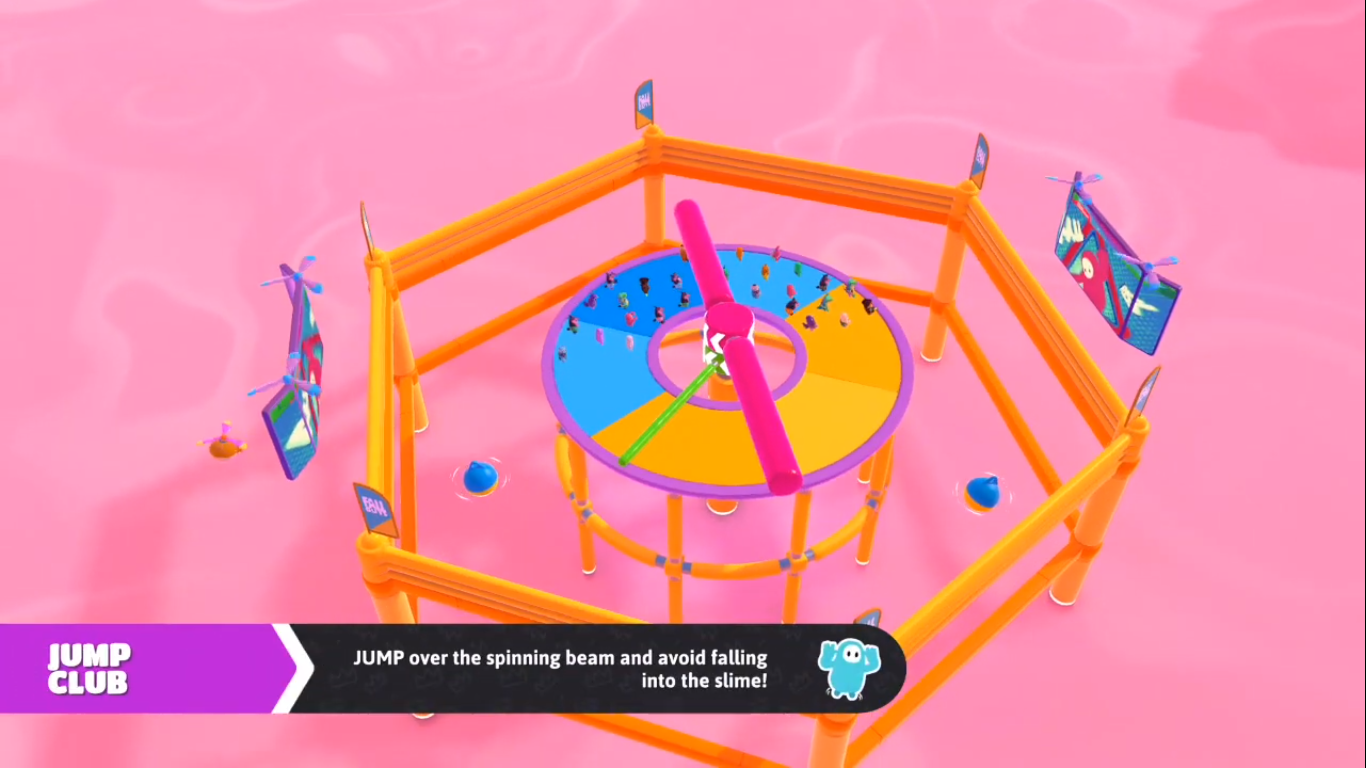 JUMP
CLUB
JUMP over the spinning beam and avoid falling
into the slime!